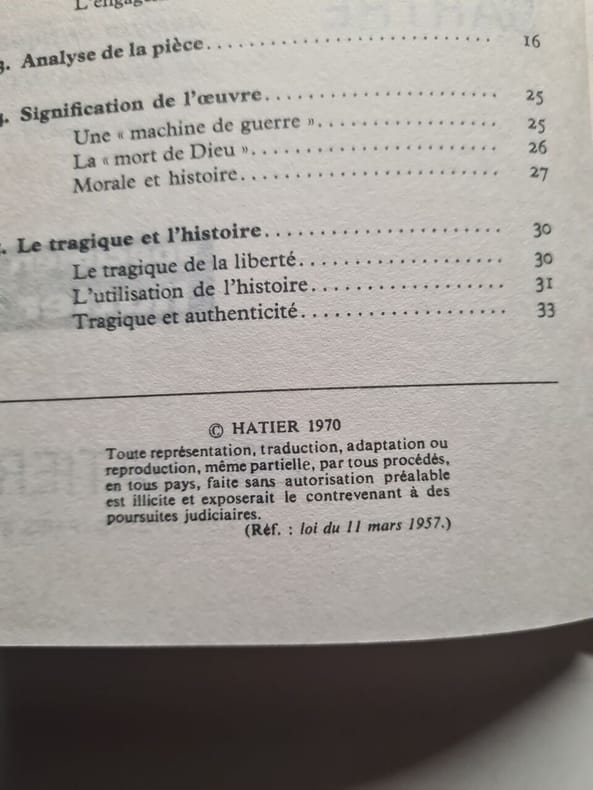 L'engag
3. Analyse de la pièce 16
Signification de l'œuvre 25
Une « machine de guerre » 25
La « mort de Dieu » 26
Morale et histoire 27
Le tragique et l'histoire 30
Le tragique de la liberté 30
L'utilisation de l'histoire 31
Tragique et authenticité 33
© HATIER 1970
Toute représentation, traduction, adaptation ou
reproduction, même partielle, par tous procédés,
en tous pays, faite sans autorisation préalable
est illicite et exposerait le contrevenant à des
poursuites judiciaires.
(Réf. : loi du 11 mars 1957.)